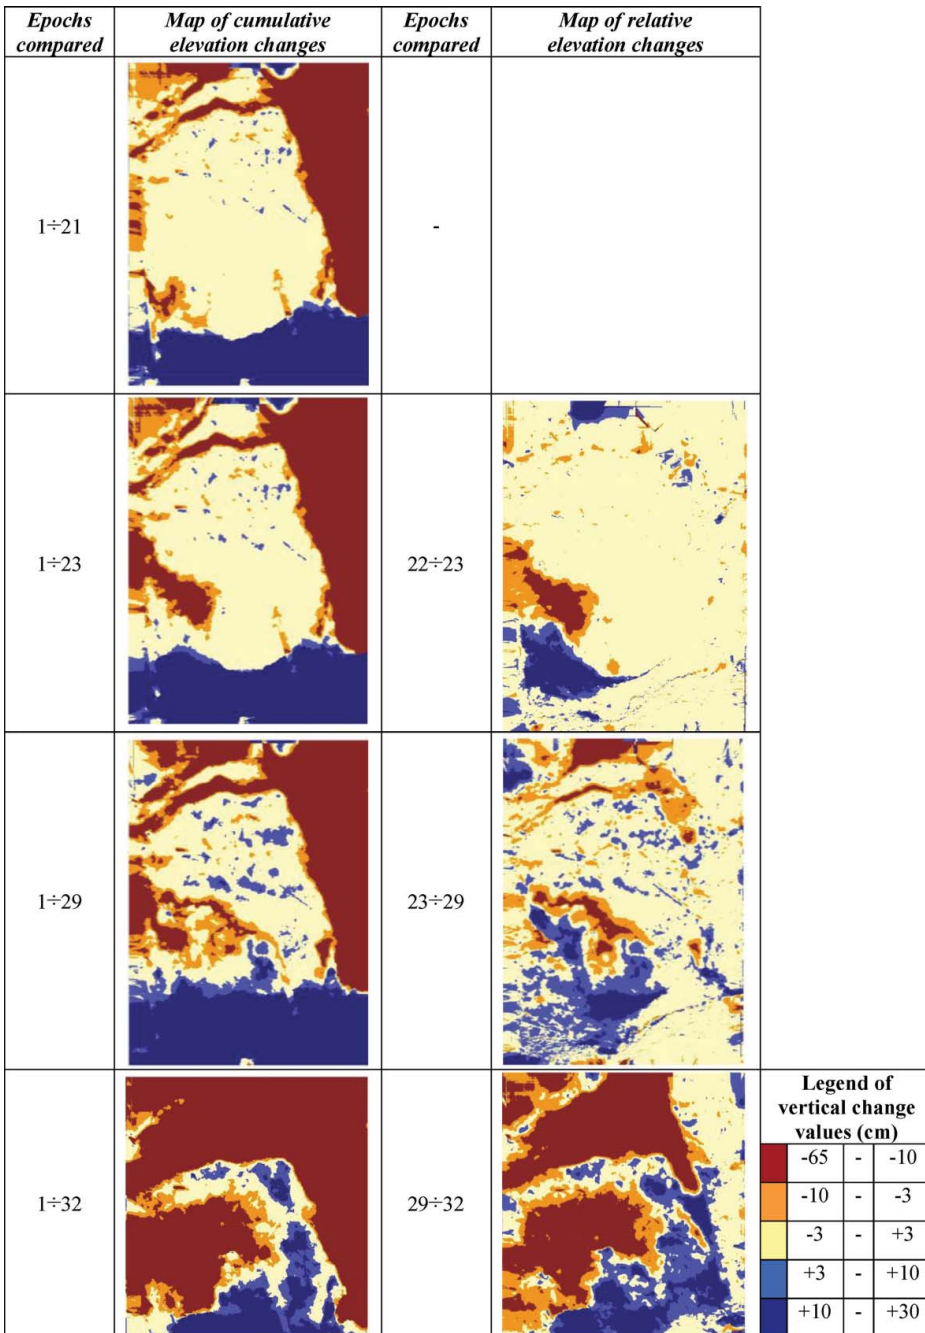 Epochs compared
Map of cumulative elevation changes
Epochs compared
Map of relative elevation changes
1÷21
-
1÷23
22÷23
1÷29
23÷29
1÷32
29÷32
Legend of
vertical change
values (cm)
-65 - -10
-10 - -3
-3 - +3
+3 - +10
+10 - +30